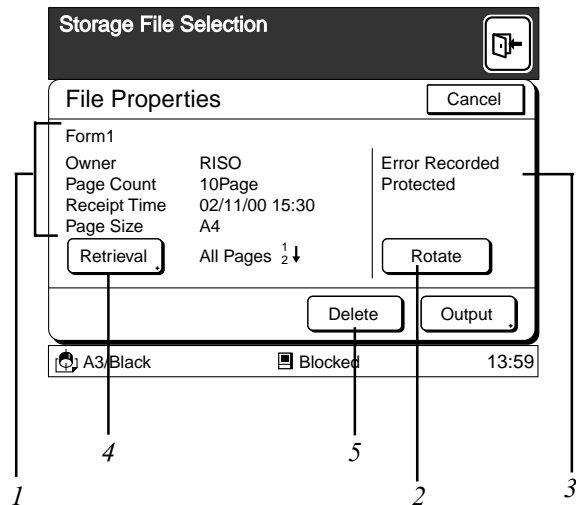 Storage File Selection
File Properties
Cancel
Form1
Owner RISO
Page Count 10Page
Receipt Time 02/11/00 15:30
Page Size A4
Error Recorded
Protected
Retrieval
All Pages 1 2
Rotate
Delete
Output
A3/Black
Blocked
13:59
4
5
1
2
3